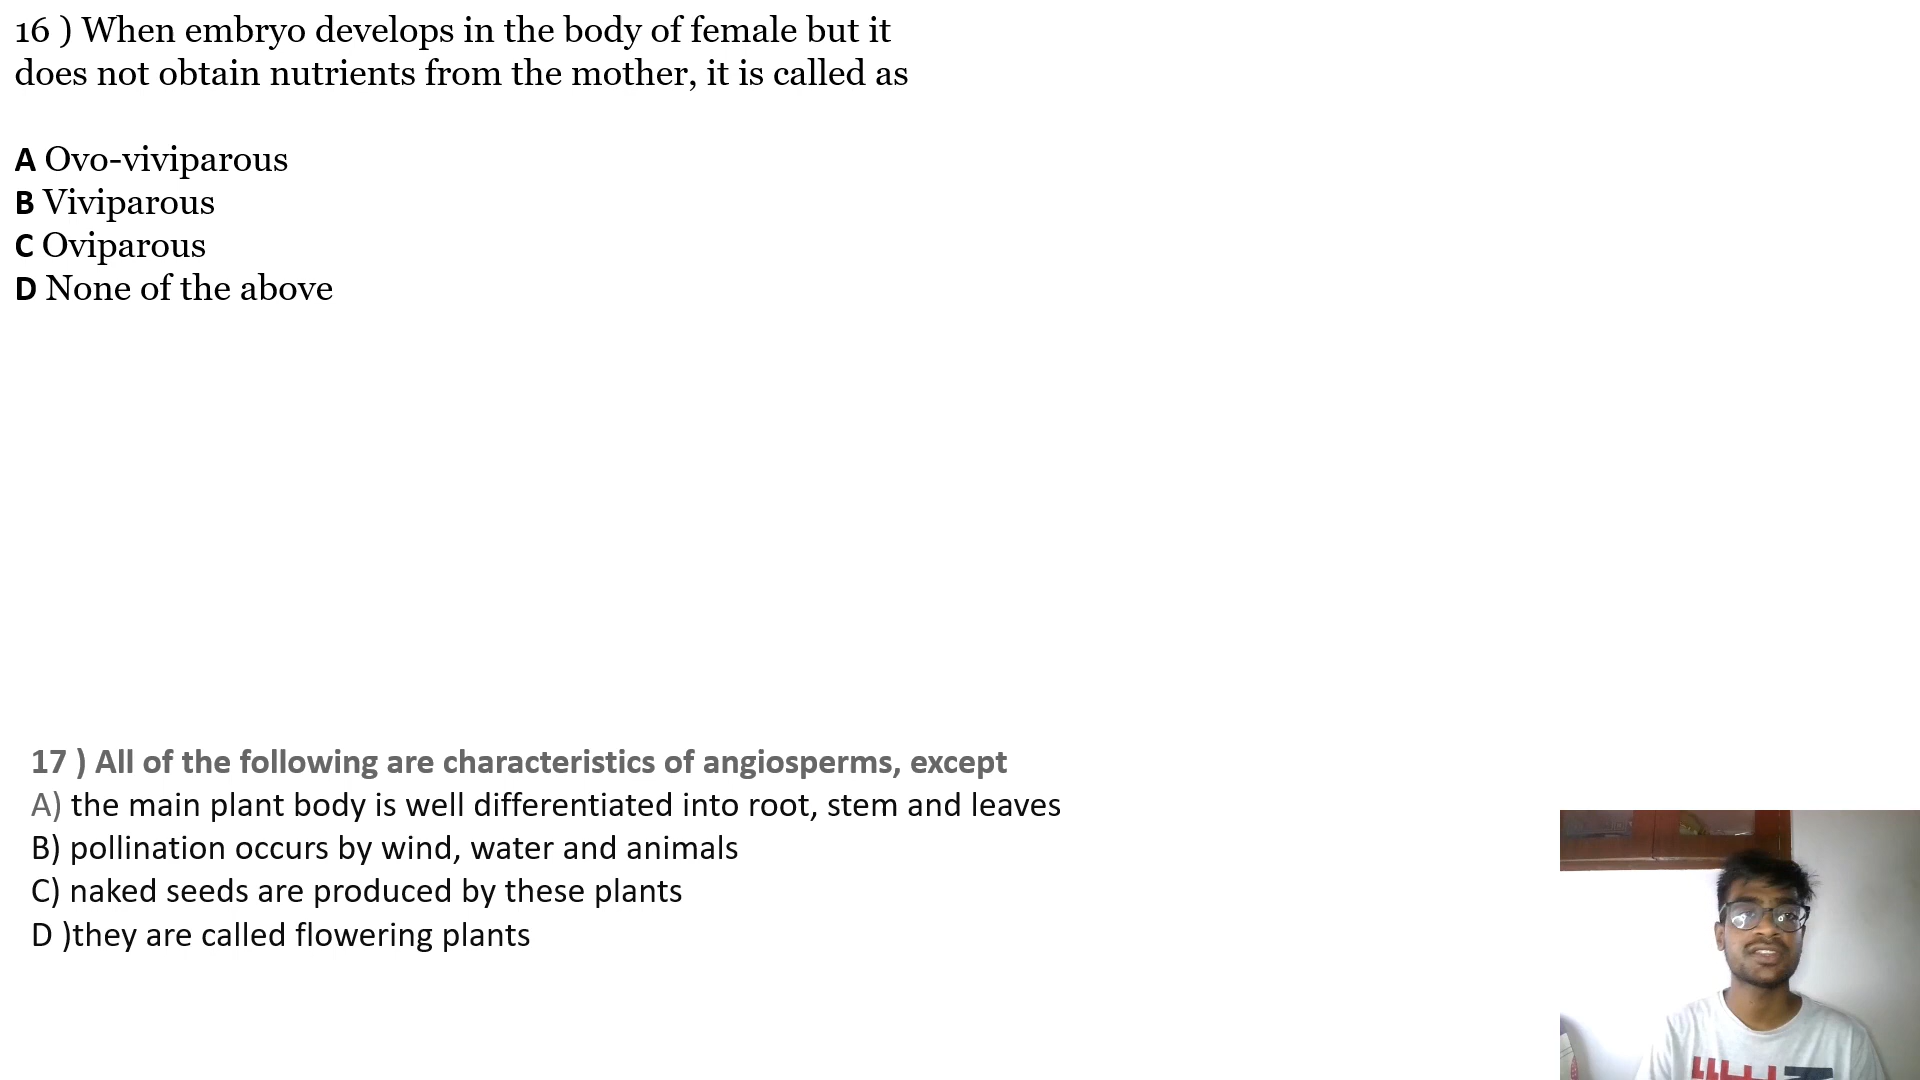 16 ) When embryo develops in the body of female but it
does not obtain nutrients from the mother, it is called as
A Ovo-viviparous
B Viviparous
C Oviparous
D None of the above
17 ) All of the following are characteristics of angiosperms, except
A) the main plant body is well differentiated into root, stem and leaves
B) pollination occurs by wind, water and animals
C) naked seeds are produced by these plants
D )they are called flowering plants